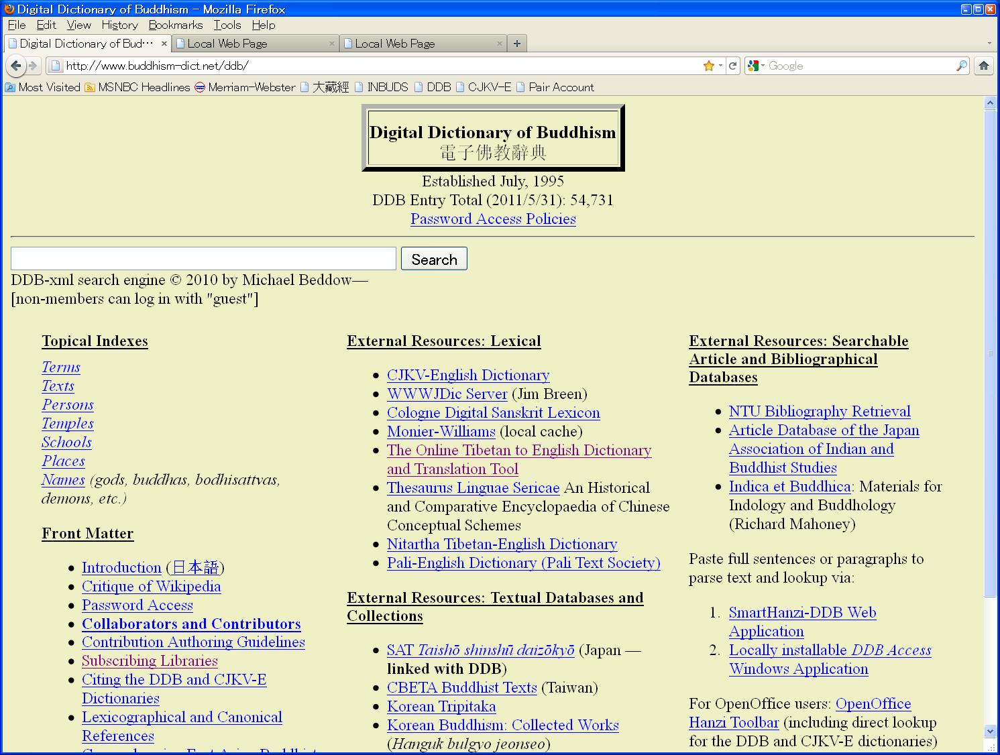 Digital Dictionary of Buddhism – Mozilla Firefox
File Edit View History Bookmarks Tools Help
Digital Dictionary of Bud… Local Web Page Local Web Page
http://www.buddhism-dict.net/ddb/ Google
Most Visited MSNBC Headlines Merriam-Webster 大藏經 INBUDS DDB CJKV-E Pair Account
Digital Dictionary of Buddhism
電子佛教辭典
Established July, 1995
DDB Entry Total (2011/5/31): 54,731
Password Access Policies
Search
DDB-xml search engine © 2010 by Michael Beddow—
[non-members can log in with "guest"]
Topical Indexes
Terms
Texts
Persons
Temples
Schools
Places
Names (gods, buddhas, bodhisattvas,
demons, etc.)
Front Matter
• Introduction (日本語)
• Critique of Wikipedia
• Password Access
• Collaborators and Contributors
• Contribution Authoring Guidelines
• Subscribing Libraries
• Citing the DDB and CJKV-E
Dictionaries
• Lexicographical and Canonical
References
External Resources: Lexical
• CJKV-English Dictionary
• WWWJDic Server (Jim Breen)
• Cologne Digital Sanskrit Lexicon
• Monier-Williams (local cache)
• The Online Tibetan to English Dictionary
and Translation Tool
• Thesaurus Linguae Sericae An Historical
and Comparative Encyclopaedia of Chinese
Conceptual Schemes
• Nitartha Tibetan-English Dictionary
• Pali-English Dictionary (Pali Text Society)
External Resources: Textual Databases and
Collections
• SAT Taishō shinshū daizōkyō (Japan —
linked with DDB)
• CBETA Buddhist Texts (Taiwan)
• Korean Tripitaka
• Korean Buddhism: Collected Works
(Hanguk bulgyo jeonseo)
External Resources: Searchable
Article and Bibliographical
Databases
• NTU Bibliography Retrieval
• Article Database of the Japan
Association of Indian and
Buddhist Studies
• Indica et Buddhica: Materials for
Indology and Buddhology
(Richard Mahoney)
Paste full sentences or paragraphs to
parse text and lookup via:
1. SmartHanzi-DDB Web
Application
2. Locally installable DDB Access
Windows Application
For OpenOffice users: OpenOffice
Hanzi Toolbar (including direct lookup
for the DDB and CJKV-E dictionaries)